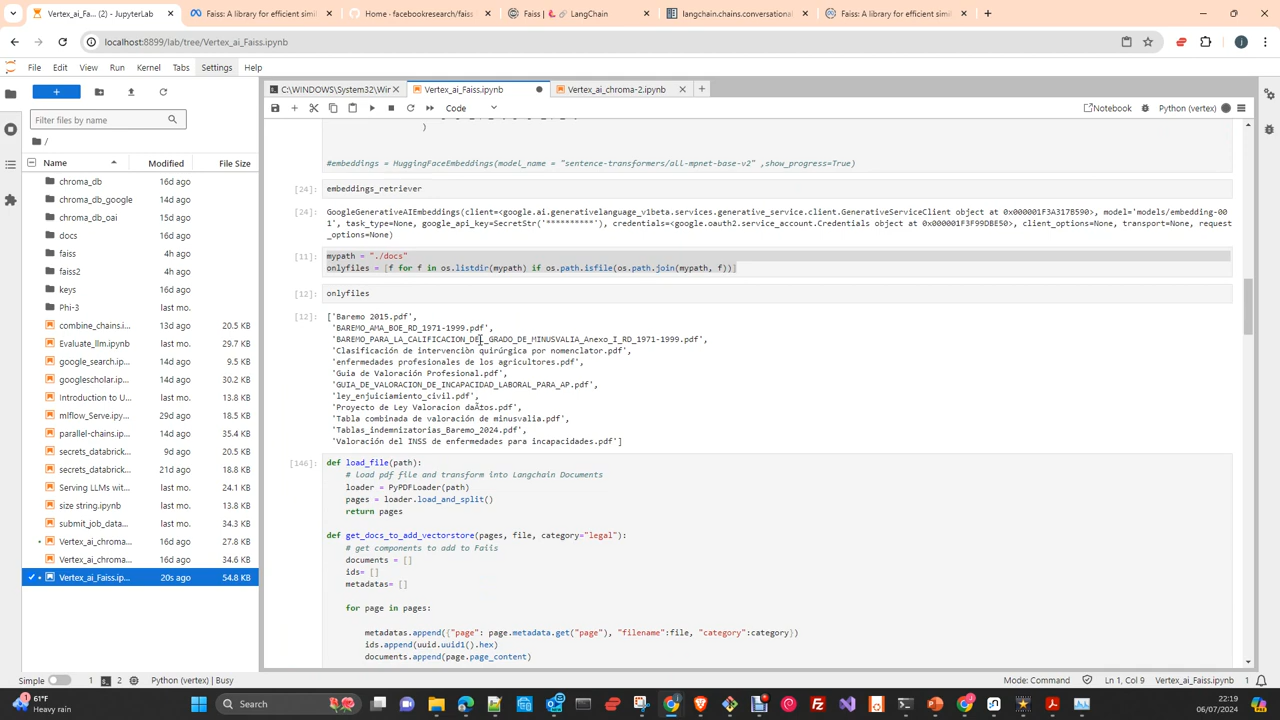 Vertex_ai_Fa... (2) - JupyterLab
Faiss: A library for efficient simil
Home · facebookresearch/faiss
Faiss | 🦜️🔗 LangChain
langchain.chains.conversational
Faiss: A library for efficient simil
localhost:8899/lab/tree/Vertex_ai_Faiss.ipynb
File Edit View Run Kernel Tabs Settings Help
C:\WINDOWS\System32\Wir
Vertex_ai_Faiss.ipynb
Vertex_ai_chroma-2.ipynb
Code
Notebook
Python (vertex)
Filter files by name
/
Name Modified File Size
chroma_db 16d ago
chroma_db_google 14d ago
chroma_db_oai 15d ago
docs 16d ago
faiss 4h ago
faiss2 4h ago
keys 16d ago
Phi-3 last mo.
combine_chains.i... 13d ago 20.5 KB
Evaluate_llm.ipynb last mo. 13.4 KB
google_search.ip... 14d ago 9.5 KB
googlescholar.ip... 14d ago 30.2 KB
Introduction to U... last mo. 13.8 KB
mlflow_Serve.ipy... 29d ago 14.5 KB
parallel-chains.ip... 14d ago 35.4 KB
secrets_databrick... 9d ago 20.5 KB
secrets_databrick... 21d ago 18.8 KB
Serving LLMs wit... last mo. 24.1 KB
size string.ipynb last mo. 13.8 KB
submit_job_data... last mo. 34.3 KB
Vertex_ai_chroma... 16d ago 27.8 KB
Vertex_ai_chroma... 16d ago 34.6 KB
Vertex_ai_Faiss.ip... 20s ago 54.8 KB
)
#embeddings = HuggingFaceEmbeddings(model_name = "sentence-transformers/all-mpnet-base-v2" ,show_progress=True)
[24]: embeddings_retriever
[24]: GoogleGenerativeAIEmbeddings(client=<google.ai.generativelanguage_v1beta.services.generative_service.client.GenerativeServiceClient object at 0x000001F3A317B590>, model='models/embedding-00
1', task_type=None, google_api_key=SecretStr('**********'), credentials=<google.oauth2.service_account.Credentials object at 0x000001F3F99DBE50>, client_options=None, transport=None, request
_options=None)
[11]: mypath = "./docs"
onlyfiles = [f for f in os.listdir(mypath) if os.path.isfile(os.path.join(mypath, f))]
[12]: onlyfiles
[12]: ['Baremo 2015.pdf',
'BAREMO_AMA_BOE_RD_1971-1999.pdf',
'BAREMO_PARA_LA_CALIFICACION_DEL_GRADO_DE_MINUSVALIA_Anexo_I_RD_1971-1999.pdf',
'Clasificación de intervenciòn quirúrgica por nomenclator.pdf',
'enfermedades profesionales de los agricultores.pdf',
'Guia de Valoración Profesional.pdf',
'GUIA_DE_VALORACION_DE_INCAPACIDAD_LABORAL_PARA_AP.pdf',
'ley_enjuiciamiento_civil.pdf',
'Proyecto de Ley Valoracion daÃ±os.pdf',
'Tabla combinada de valoración de minusvalia.pdf',
'Tablas_indemnizatorias_Baremo_2024.pdf',
'Valoración del INSS de enfermedades para incapacidades.pdf']
[146]: def load_file(path):
# load pdf file and transform into Langchain Documents
loader = PyPDFLoader(path)
pages = loader.load_and_split()
return pages
def get_docs_to_add_vectorstore(pages, file, category="legal"):
# get components to add to Faiis
documents = []
ids= []
metadatas= []
for page in pages:
metadatas.append({"page": page.metadata.get("page"), "filename":file, "category":category})
ids.append(uuid.uuid1().hex)
documents.append(page.page_content)
Simple 1 2 Python (vertex) | Busy
Mode: Command Ln 1, Col 9 Vertex_ai_Faiss.ipynb 1
61°F
Heavy rain
Search
22:19
06/07/2024